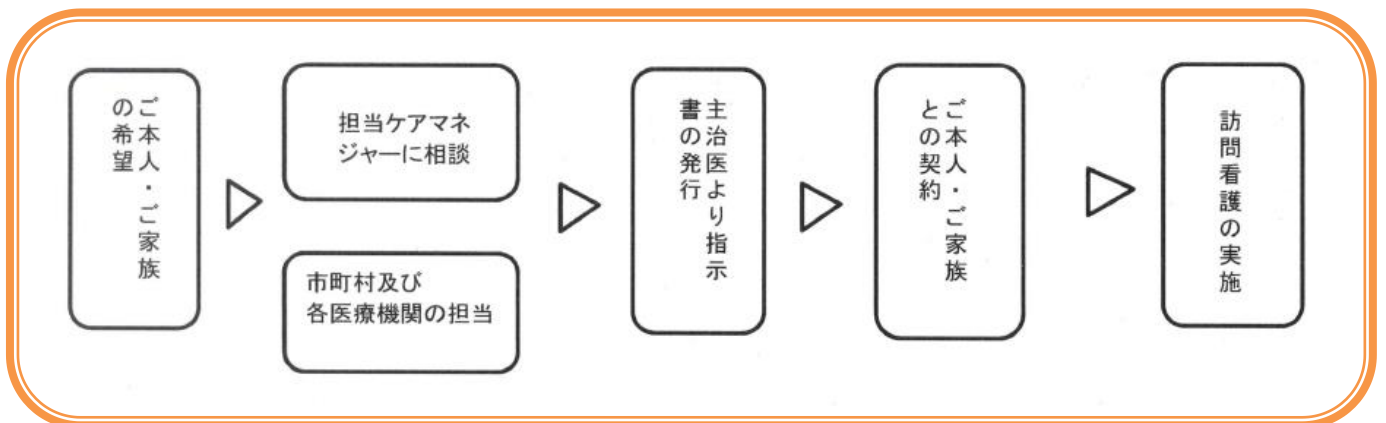 ご本人・ご家族
の希望
担当ケアマネ
ジャーに相談
市町村及び
各医療機関の担当
主治医より指示
書の発行
ご本人・ご家族
との契約
訪問看護の実施